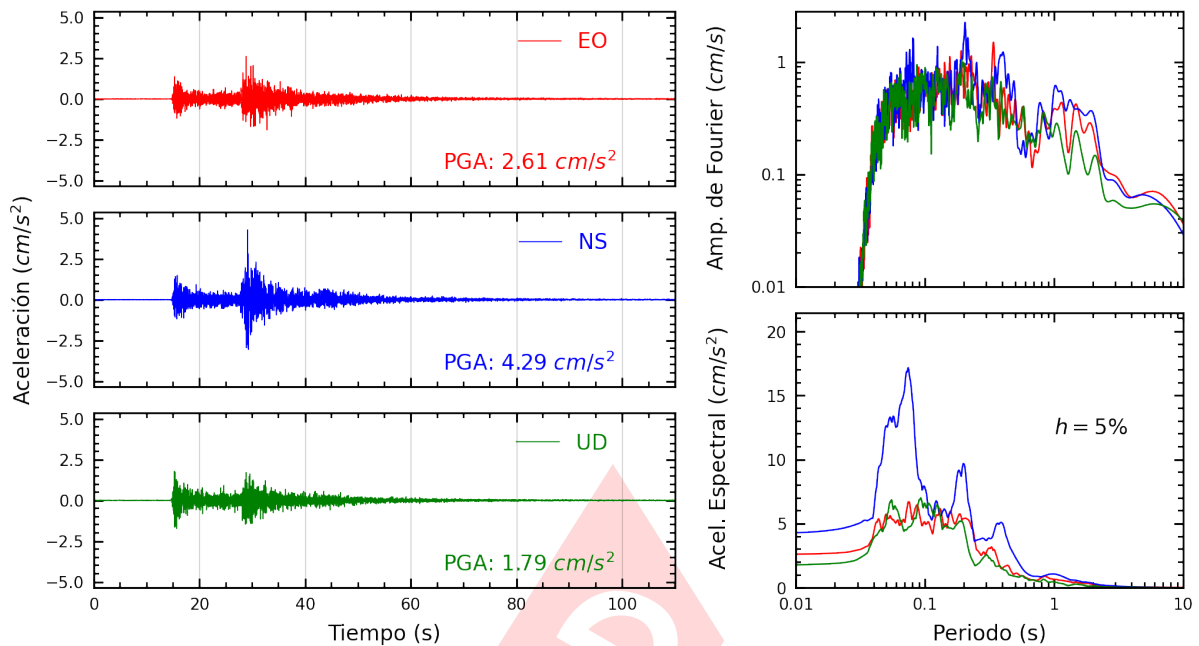 Aceleración (cm/s²)
5.0
2.5
0.0
−2.5
−5.0
EO
PGA: 2.61 cm/s²
5.0
2.5
0.0
−2.5
−5.0
NS
PGA: 4.29 cm/s²
5.0
2.5
0.0
−2.5
−5.0
UD
PGA: 1.79 cm/s²
0 20 40 60 80 100
Tiempo (s)
Amp. de Fourier (cm/s)
1
0.1
0.01
Acel. Espectral (cm/s²)
20
15
10
5
0
h = 5%
0.01 0.1 1 10
Periodo (s)